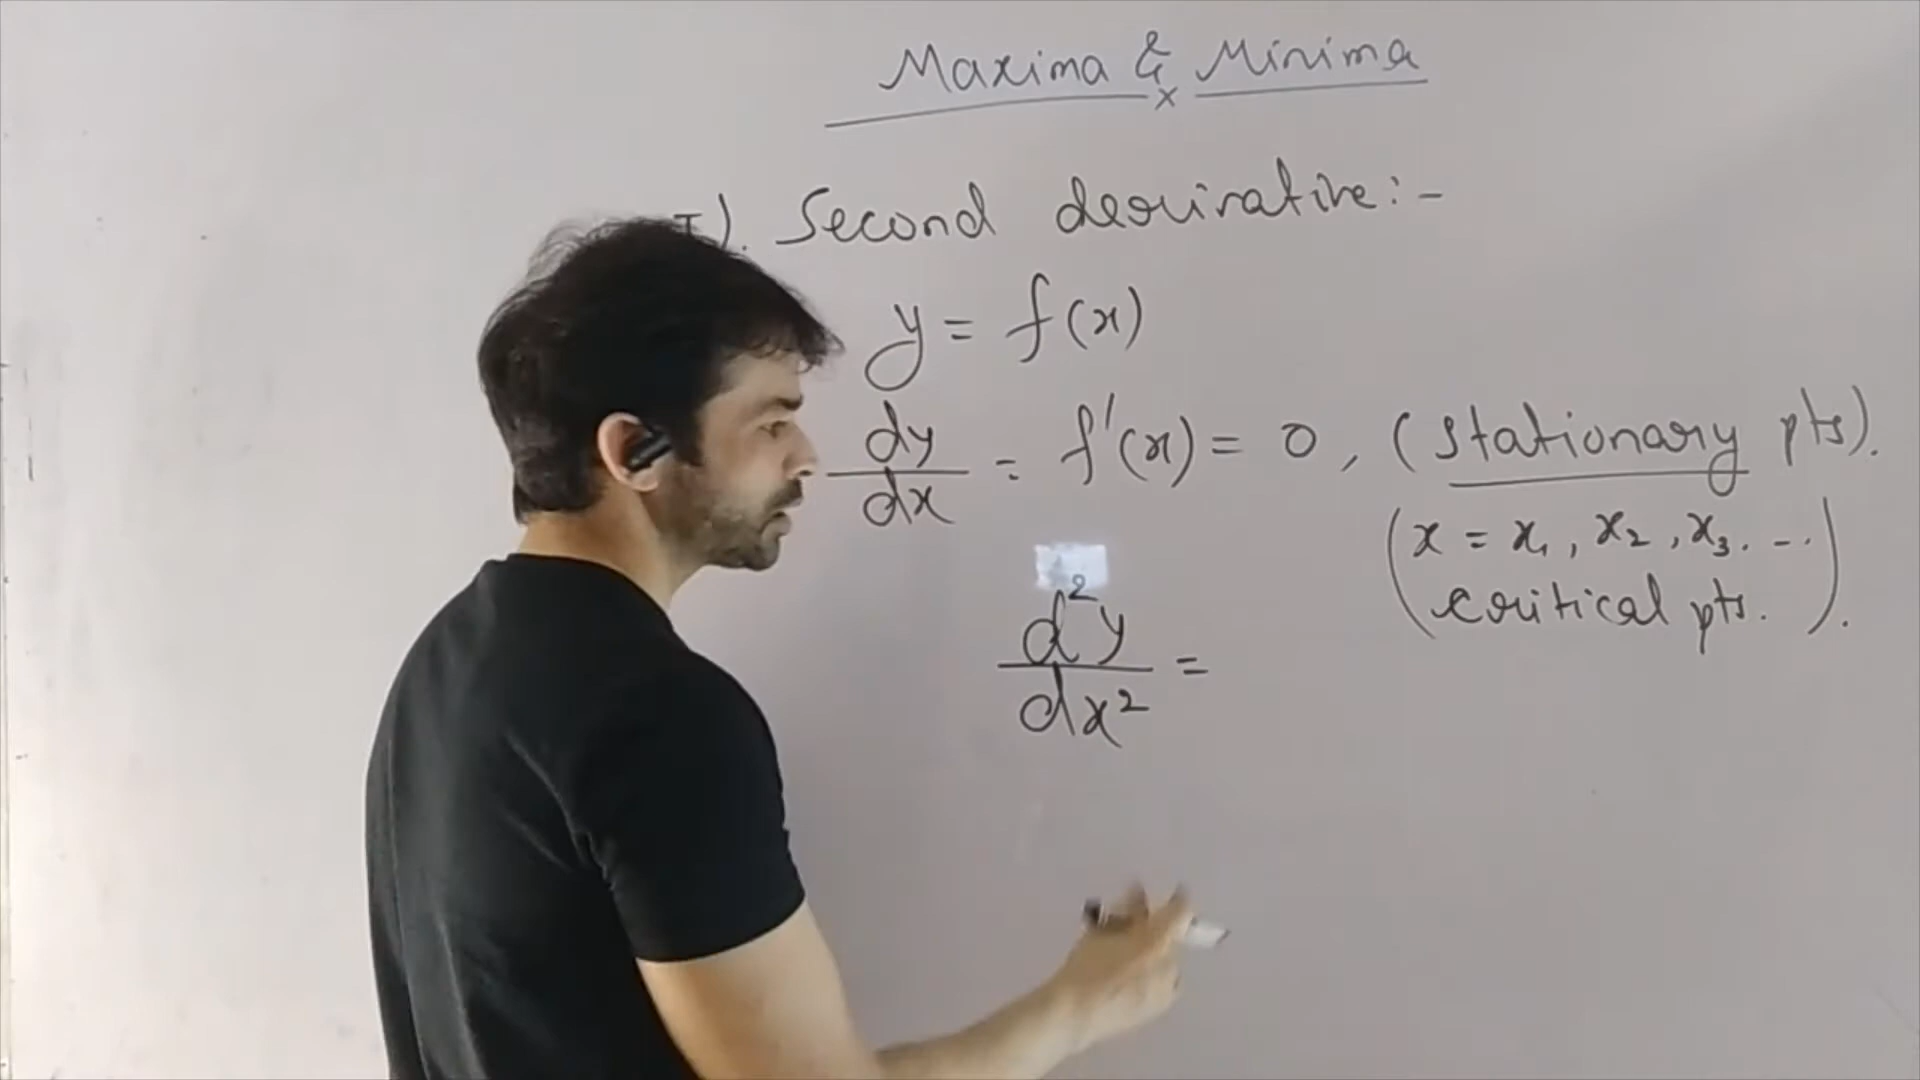 Maxima & Minima
x
I). Second derivative:-
y = f(x)
dy/dx = f'(x) = 0, (stationary pts).
(x = x₁, x₂, x₃. -..
critical pts. ).
d²y/dx² =